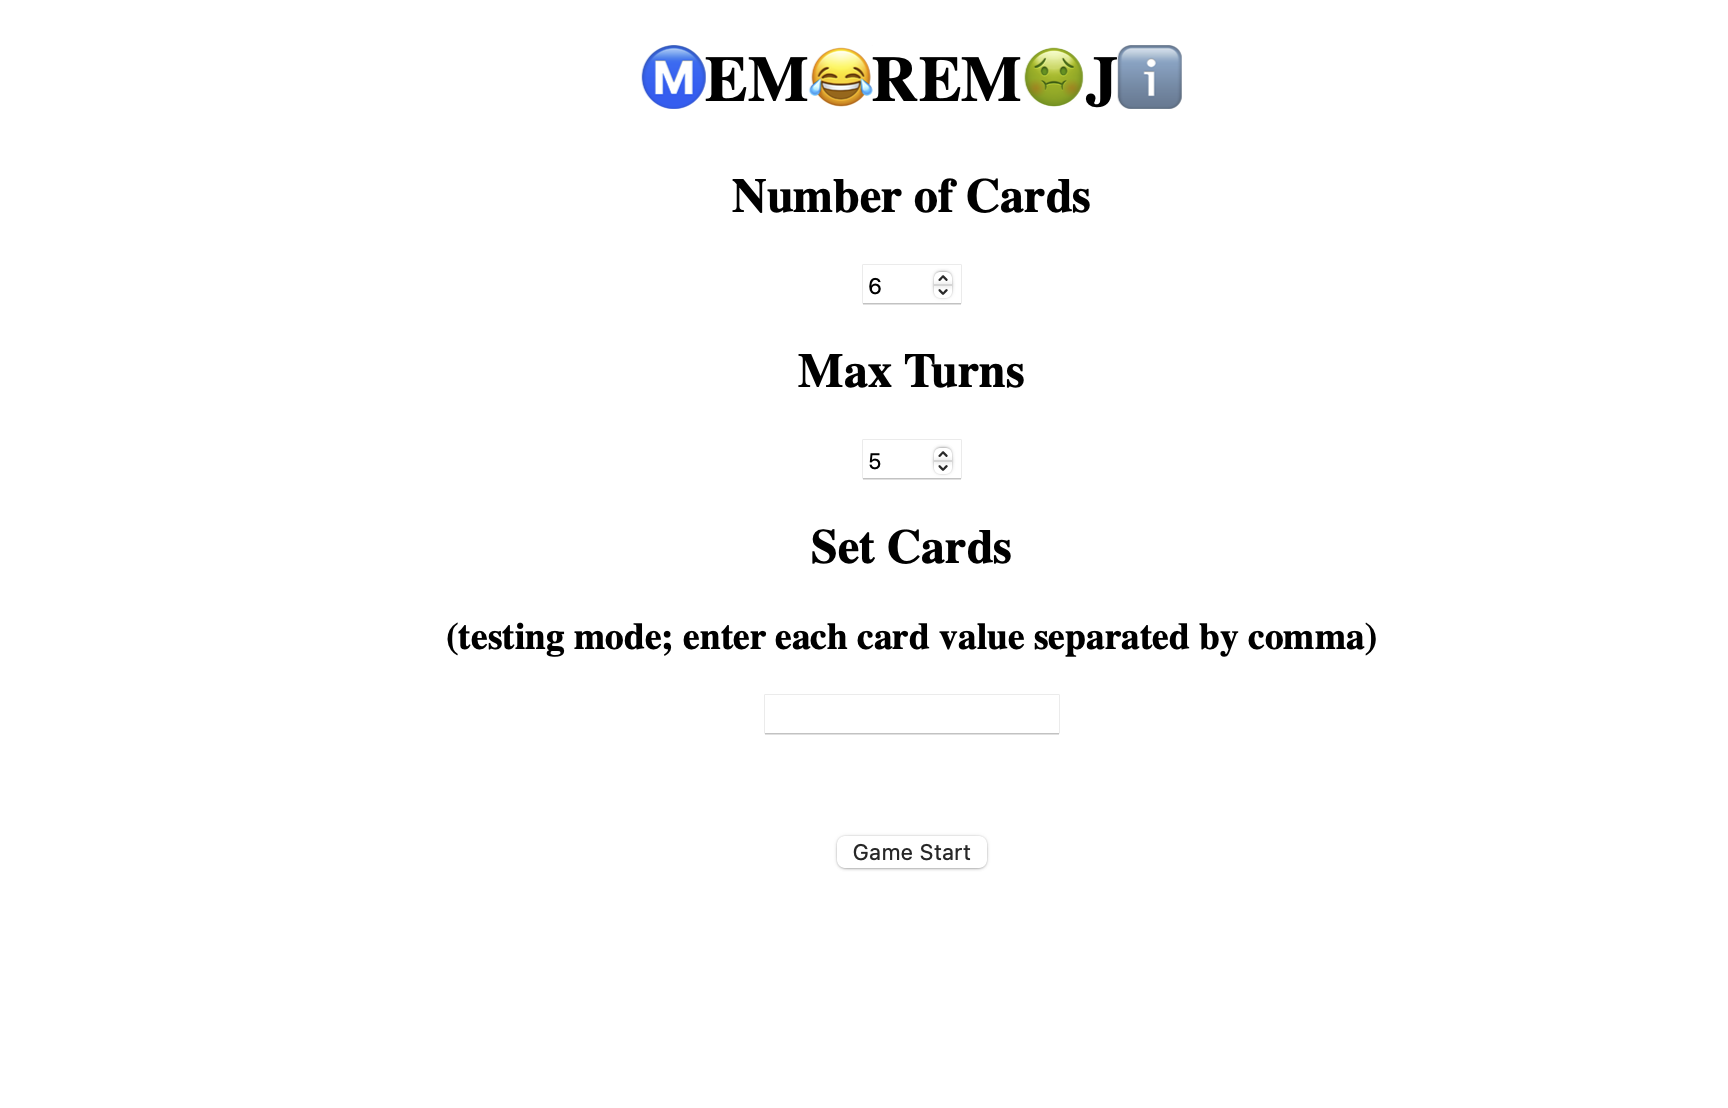 Ⓜ️EM😂REM🤢Jℹ️
Number of Cards
6
Max Turns
5
Set Cards
(testing mode; enter each card value separated by comma)
Game Start